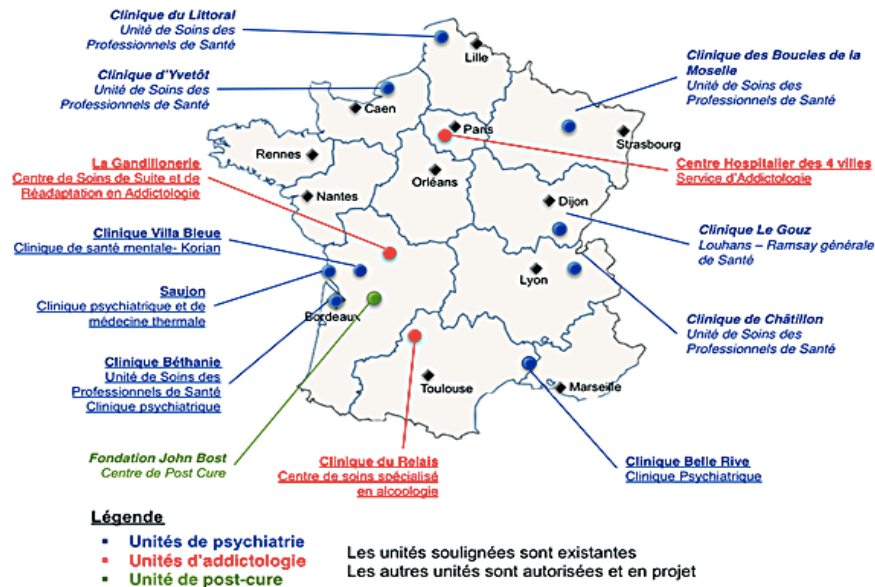 Clinique du Littoral
Unité de Soins des
Professionnels de Santé
Lille
Clinique des Boucles de la
Moselle
Unité de Soins des
Professionnels de Santé
Clinique d'Yvetôt
Unité de Soins des
Professionnels de Santé
Caen
Paris
Strasbourg
Rennes
La Gandillonerie
Centre de Soins de Suite et de
Réadaptation en Addictologie
Orléans
Centre Hospitalier des 4 villes
Service d'Addictologie
Nantes
Dijon
Clinique Villa Bleue
Clinique de santé mentale- Korian
Clinique Le Gouz
Louhans – Ramsay générale
de Santé
Lyon
Saujon
Clinique psychiatrique et de
médecine thermale
Bordeaux
Clinique de Châtillon
Unité de Soins des
Professionnels de Santé
Clinique Béthanie
Unité de Soins des
Professionnels de Santé
Clinique psychiatrique
Toulouse
Marseille
Fondation John Bost
Centre de Post Cure
Clinique du Relais
Centre de soins spécialisé
en alcoologie
Clinique Belle Rive
Clinique Psychiatrique
Légende
▪ Unités de psychiatrie
▪ Unités d'addictologie
▪ Unité de post-cure
Les unités soulignées sont existantes
Les autres unités sont autorisées et en projet